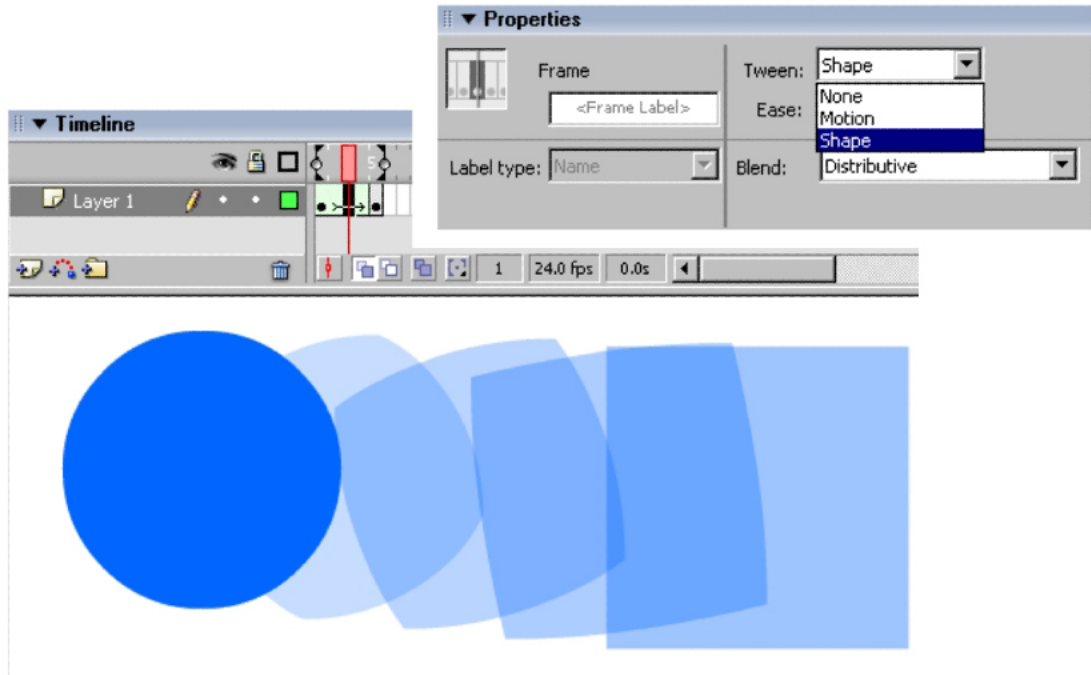 Properties
Frame
<Frame Label>
Tween: Shape
None
Motion
Shape
Ease:
Label type: Name
Blend: Distributive
Timeline
5
Layer 1
1 24.0 fps 0.0s